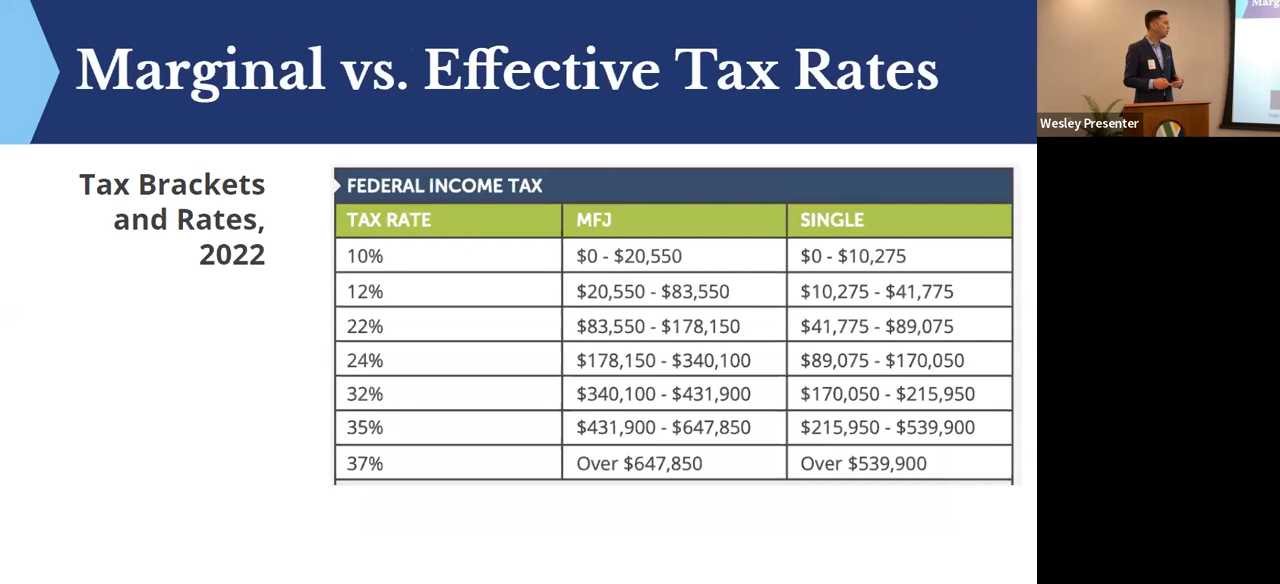 Marginal vs. Effective Tax Rates
Marg
Wesley Presenter
Tax Brackets
and Rates,
2022
FEDERAL INCOME TAX
TAX RATE MFJ SINGLE
10% $0 - $20,550 $0 - $10,275
12% $20,550 - $83,550 $10,275 - $41,775
22% $83,550 - $178,150 $41,775 - $89,075
24% $178,150 - $340,100 $89,075 - $170,050
32% $340,100 - $431,900 $170,050 - $215,950
35% $431,900 - $647,850 $215,950 - $539,900
37% Over $647,850 Over $539,900